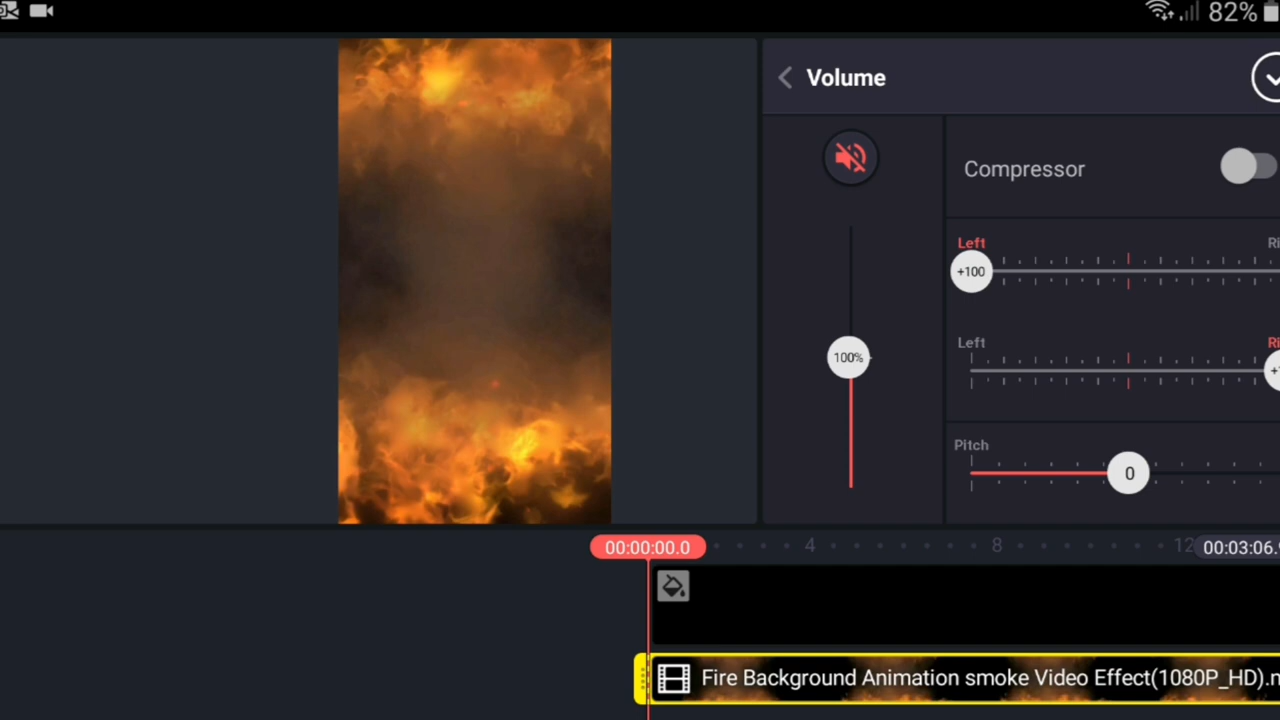 82%
Volume
Compressor
Left
+100
Left
100%
Pitch
0
00:00:00.0 4 8 12 00:03:06.
Fire Background Animation smoke Video Effect(1080P_HD).